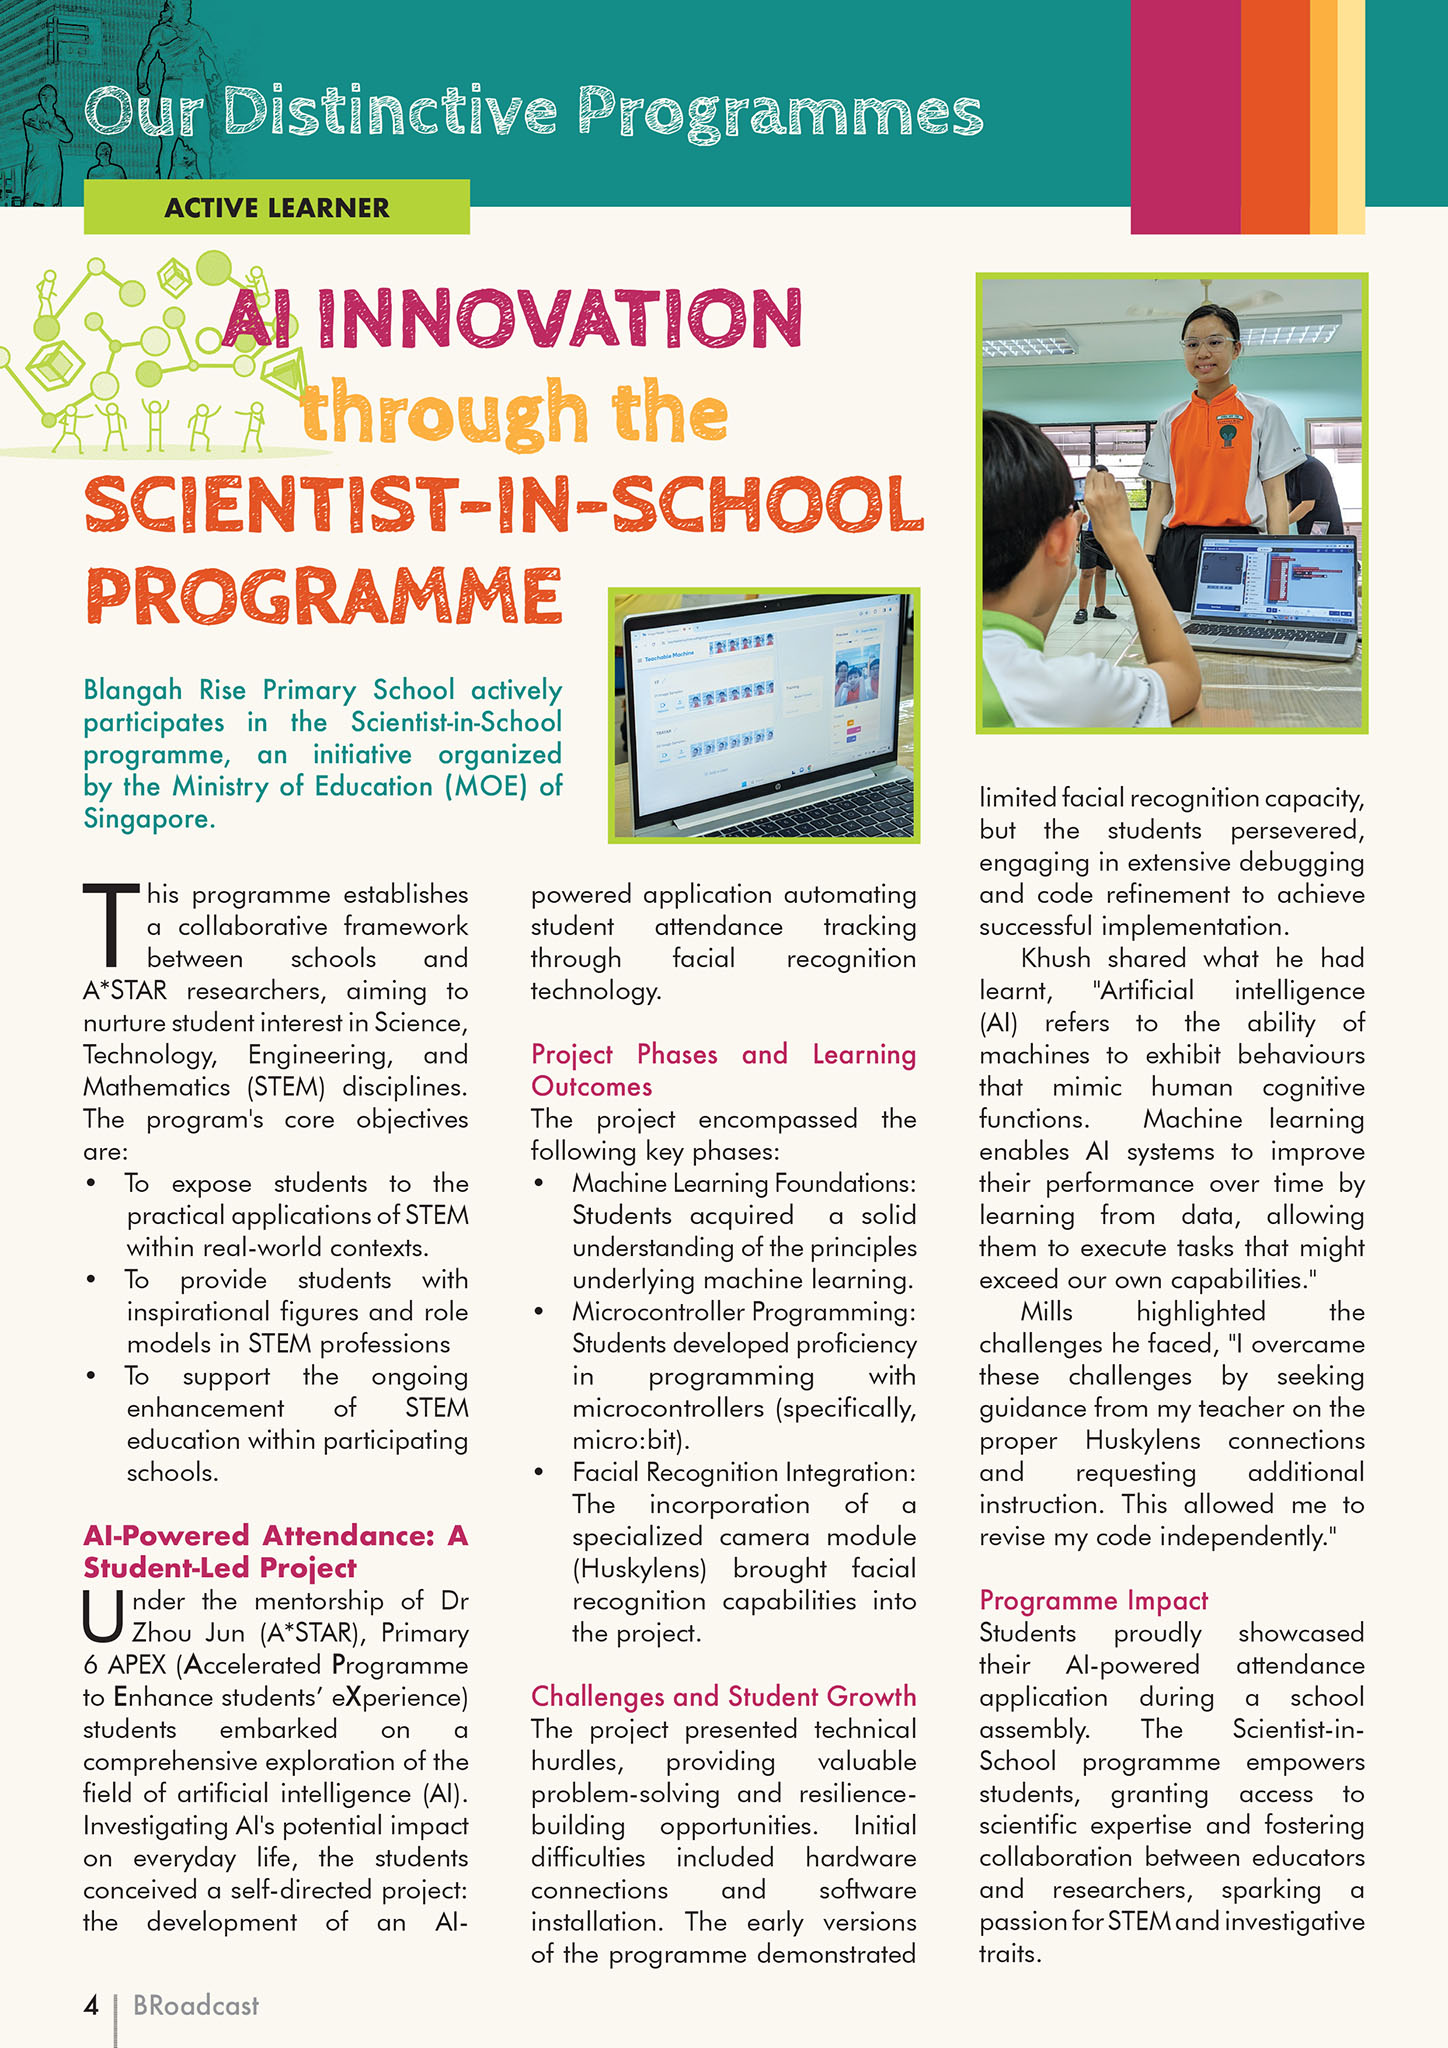 Our Distinctive Programmes
ACTIVE LEARNER
AI INNOVATION
through the
SCIENTIST-IN-SCHOOL
PROGRAMME
Blangah Rise Primary School actively
participates in the Scientist-in-School
programme, an initiative organized
by the Ministry of Education (MOE) of
Singapore.
Teachable Machine
This programme establishes
a collaborative framework
between schools and
A*STAR researchers, aiming to
nurture student interest in Science,
Technology, Engineering, and
Mathematics (STEM) disciplines.
The program's core objectives
are:
• To expose students to the
practical applications of STEM
within real-world contexts.
• To provide students with
inspirational figures and role
models in STEM professions
• To support the ongoing
enhancement of STEM
education within participating
schools.
AI-Powered Attendance: A
Student-Led Project
Under the mentorship of Dr
Zhou Jun (A*STAR), Primary
6 APEX (Accelerated Programme
to Enhance students’ eXperience)
students embarked on a
comprehensive exploration of the
field of artificial intelligence (AI).
Investigating AI's potential impact
on everyday life, the students
conceived a self-directed project:
the development of an AI-
powered application automating
student attendance tracking
through facial recognition
technology.
Project Phases and Learning
Outcomes
The project encompassed the
following key phases:
• Machine Learning Foundations:
Students acquired a solid
understanding of the principles
underlying machine learning.
• Microcontroller Programming:
Students developed proficiency
in programming with
microcontrollers (specifically,
micro:bit).
• Facial Recognition Integration:
The incorporation of a
specialized camera module
(Huskylens) brought facial
recognition capabilities into
the project.
Challenges and Student Growth
The project presented technical
hurdles, providing valuable
problem-solving and resilience-
building opportunities. Initial
difficulties included hardware
connections and software
installation. The early versions
of the programme demonstrated
limited facial recognition capacity,
but the students persevered,
engaging in extensive debugging
and code refinement to achieve
successful implementation.
Khush shared what he had
learnt, "Artificial intelligence
(AI) refers to the ability of
machines to exhibit behaviours
that mimic human cognitive
functions. Machine learning
enables AI systems to improve
their performance over time by
learning from data, allowing
them to execute tasks that might
exceed our own capabilities."
Mills highlighted the
challenges he faced, "I overcame
these challenges by seeking
guidance from my teacher on the
proper Huskylens connections
and requesting additional
instruction. This allowed me to
revise my code independently."
Programme Impact
Students proudly showcased
their AI-powered attendance
application during a school
assembly. The Scientist-in-
School programme empowers
students, granting access to
scientific expertise and fostering
collaboration between educators
and researchers, sparking a
passion for STEM and investigative
traits.
4 BRoadcast